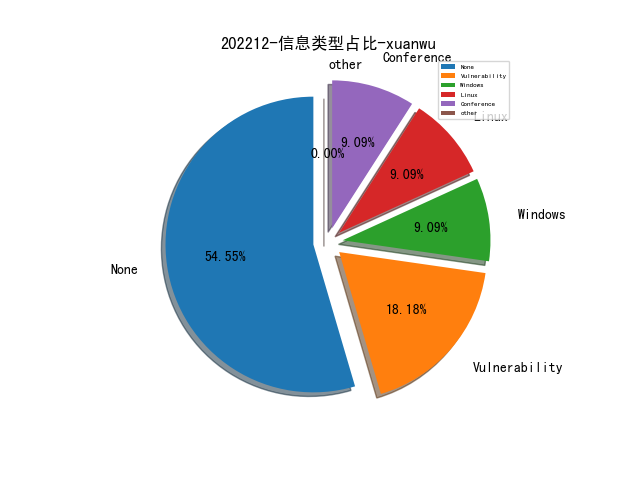 202212-信息类型占比-xuanwu
other
Conference
None
Vulnerability
Windows
Linux
Conference
other
Linux
0.00%
9.09%
9.09%
Windows
9.09%
54.55%
None
18.18%
Vulnerability